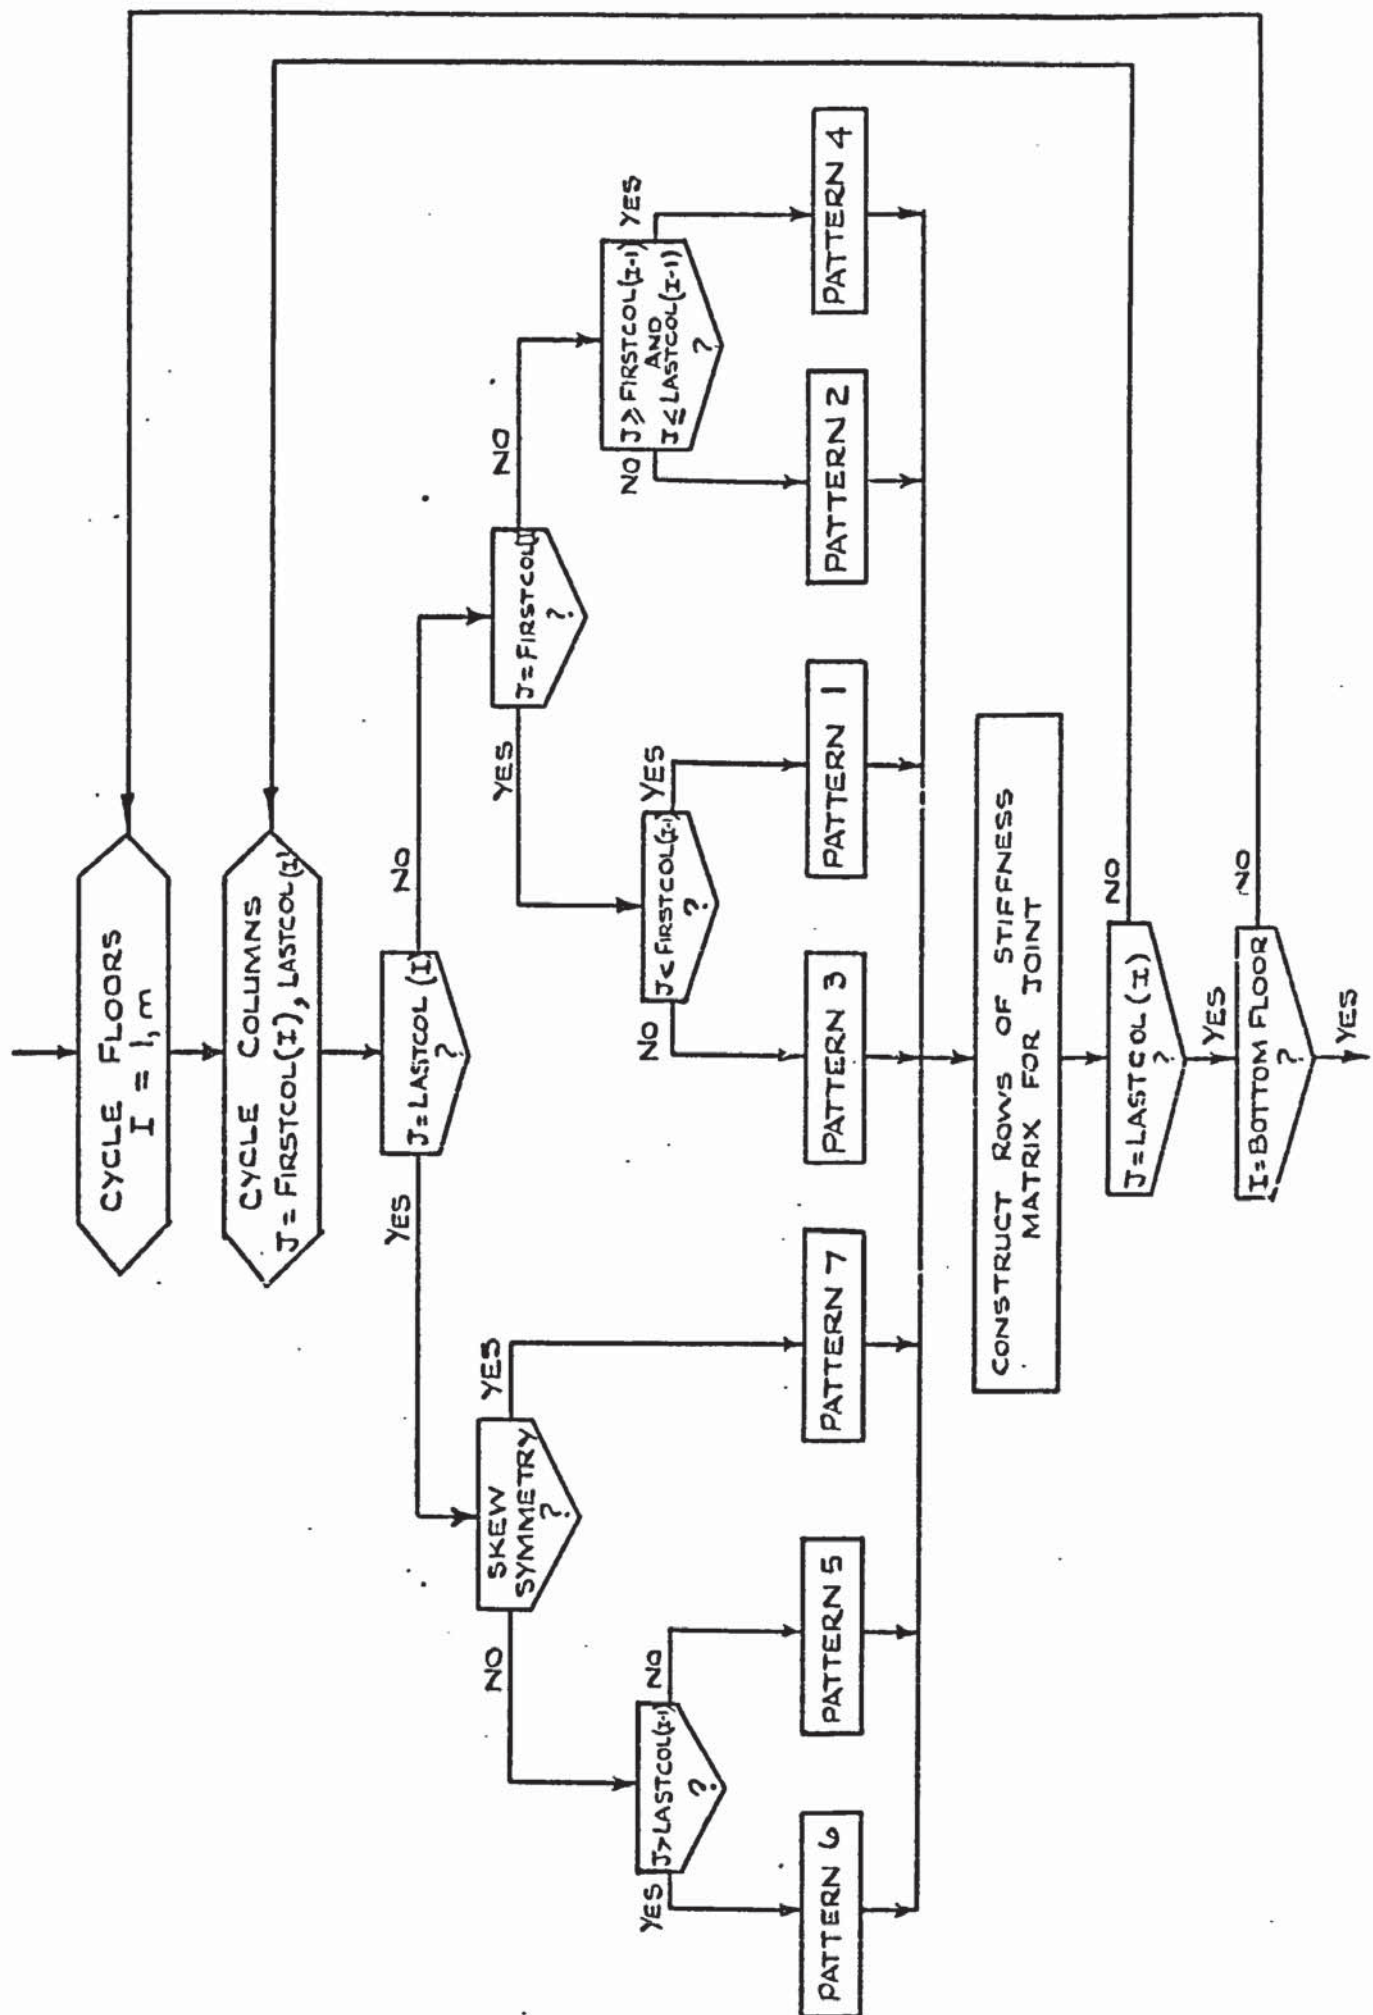 CYCLE FLOORS
I = 1, m
CYCLE COLUMNS
J = FIRSTCOL(I), LASTCOL(I)
J = LASTCOL (I)
?
YES
NO
SKEW
SYMMETRY
?
NO
YES
J = FIRSTCOL(I)
?
YES
NO
J > LASTCOL(I-1)
?
YES
NO
J < FIRSTCOL(I-1)
?
NO
YES
J ⩾ FIRSTCOL(I-1)
AND
J ≤ LASTCOL(I-1)
?
NO
YES
PATTERN 6
PATTERN 5
PATTERN 7
PATTERN 3
PATTERN 1
PATTERN 2
PATTERN 4
CONSTRUCT ROWS OF STIFFNESS
MATRIX FOR JOINT
J = LASTCOL (I)
?
NO
YES
I = BOTTOM FLOOR
?
NO
YES